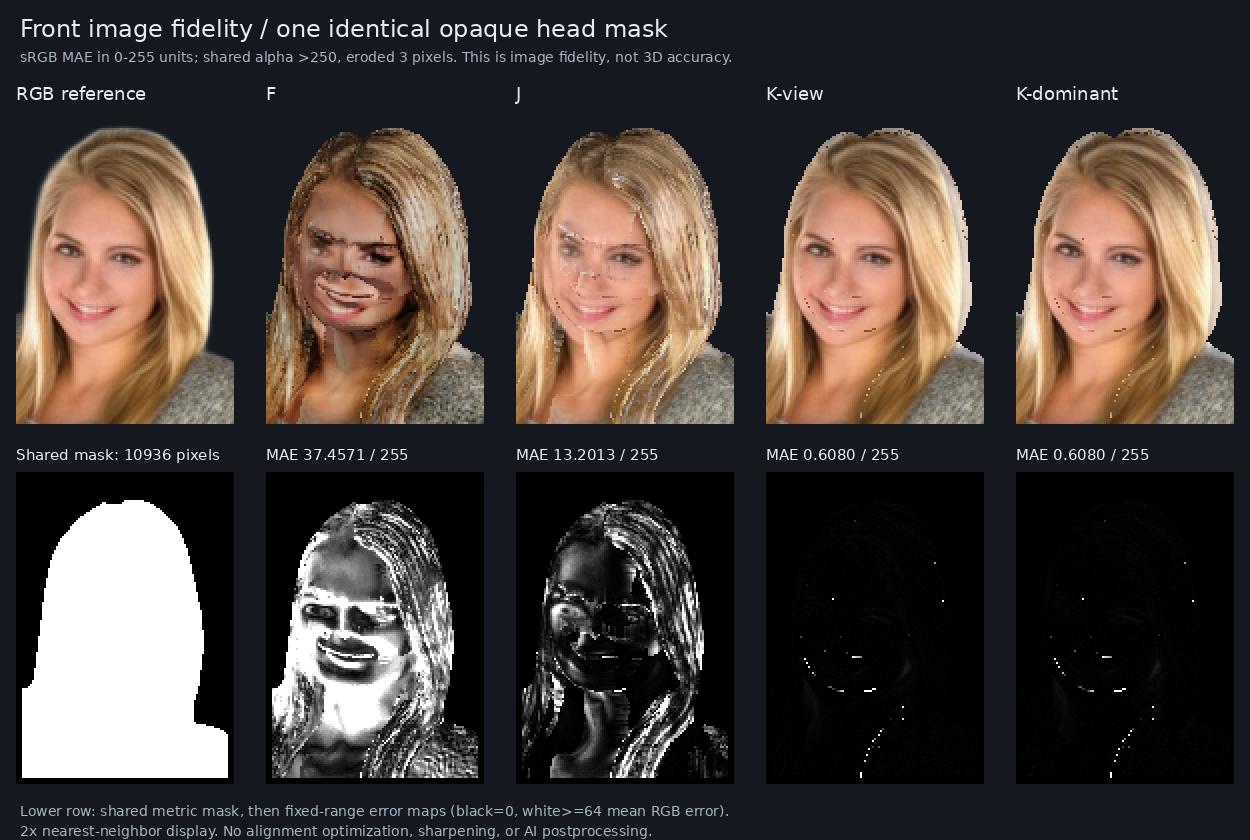 Front image fidelity / one identical opaque head mask
sRGB MAE in 0-255 units; shared alpha >250, eroded 3 pixels. This is image fidelity, not 3D accuracy.
RGB reference
F
J
K-view
K-dominant
Shared mask: 10936 pixels
MAE 37.4571 / 255
MAE 13.2013 / 255
MAE 0.6080 / 255
MAE 0.6080 / 255
Lower row: shared metric mask, then fixed-range error maps (black=0, white>=64 mean RGB error).
2x nearest-neighbor display. No alignment optimization, sharpening, or AI postprocessing.